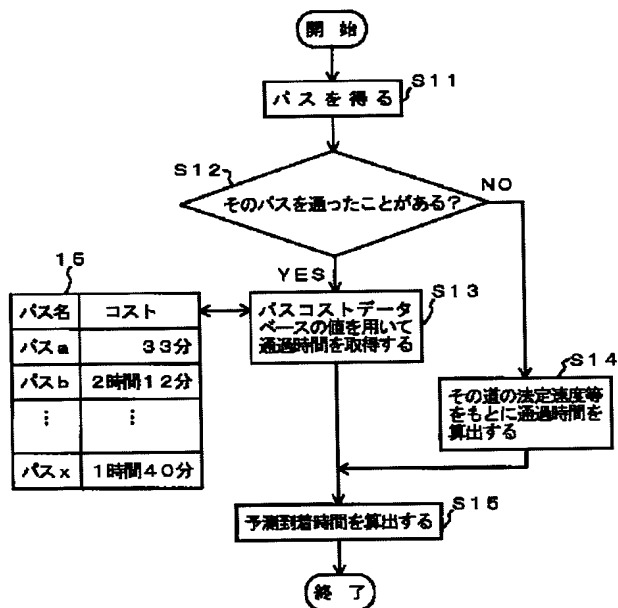 開 始
S11
パ ス を 得 る
S12
そのパスを通ったことがある?
NO
YES
15
パス名 コスト
パスa 33分
パスb 2時間12分
⋮ ⋮
パスx 1時間40分
S13
パスコストデータ
ベースの値を用いて
通過時間を取得する
S14
その道の法定速度等
をもとに通過時間を
算出する
S15
予測到着時間を算出する
終 了